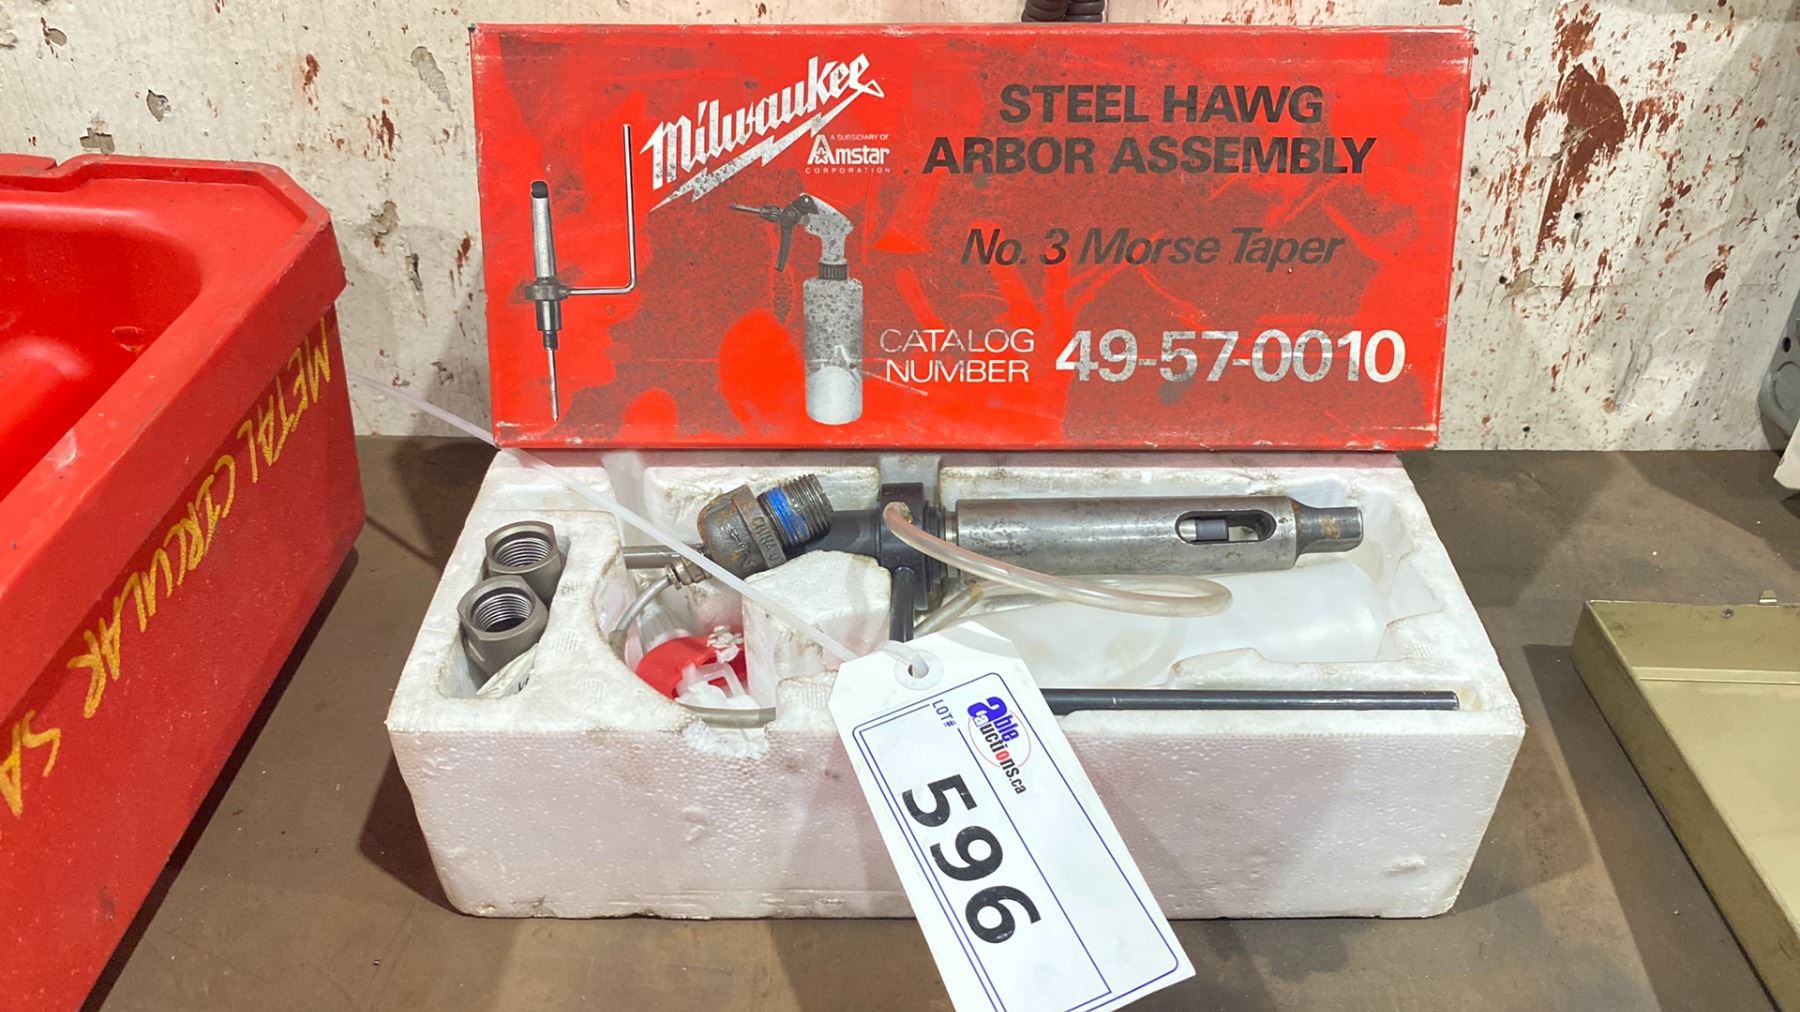 Milwaukee
A SUBSIDIARY OF
Amstar
CORPORATION
STEEL HAWG
ARBOR ASSEMBLY
No. 3 Morse Taper
CATALOG
NUMBER 49-57-0010
METAL CIRCULAR SA
CHINA
LOT#
able
auctions.ca
596